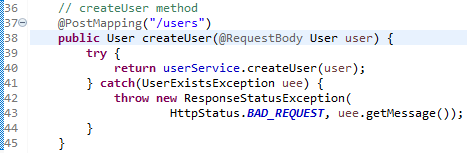 36 // createUser method
37 @PostMapping("/users")
38 public User createUser(@RequestBody User user) {
39 try {
40 return userService.createUser(user);
41 } catch(UserExistsException uee) {
42 throw new ResponseStatusException(
43 HttpStatus.BAD_REQUEST, uee.getMessage());
44 }
45 }